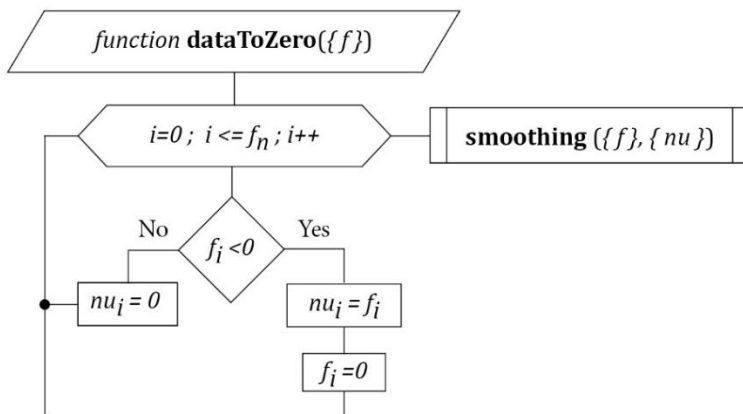 function dataToZero({f})
i=0 ; i <= fn ; i++
smoothing ({f}, { nu })
No
Yes
fi <0
nui = 0
nui = fi
fi =0